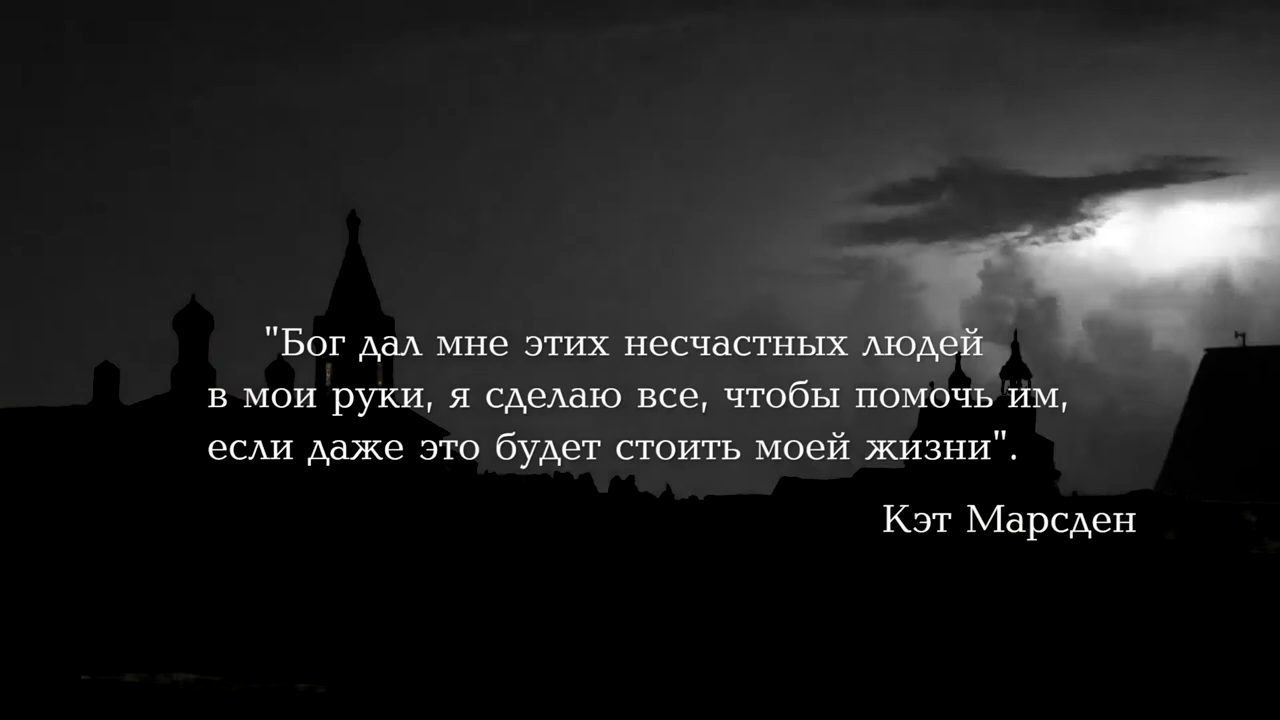 "Бог дал мне этих несчастных людей
в мои руки, я сделаю все, чтобы помочь им,
если даже это будет стоить моей жизни".
Кэт Марсден